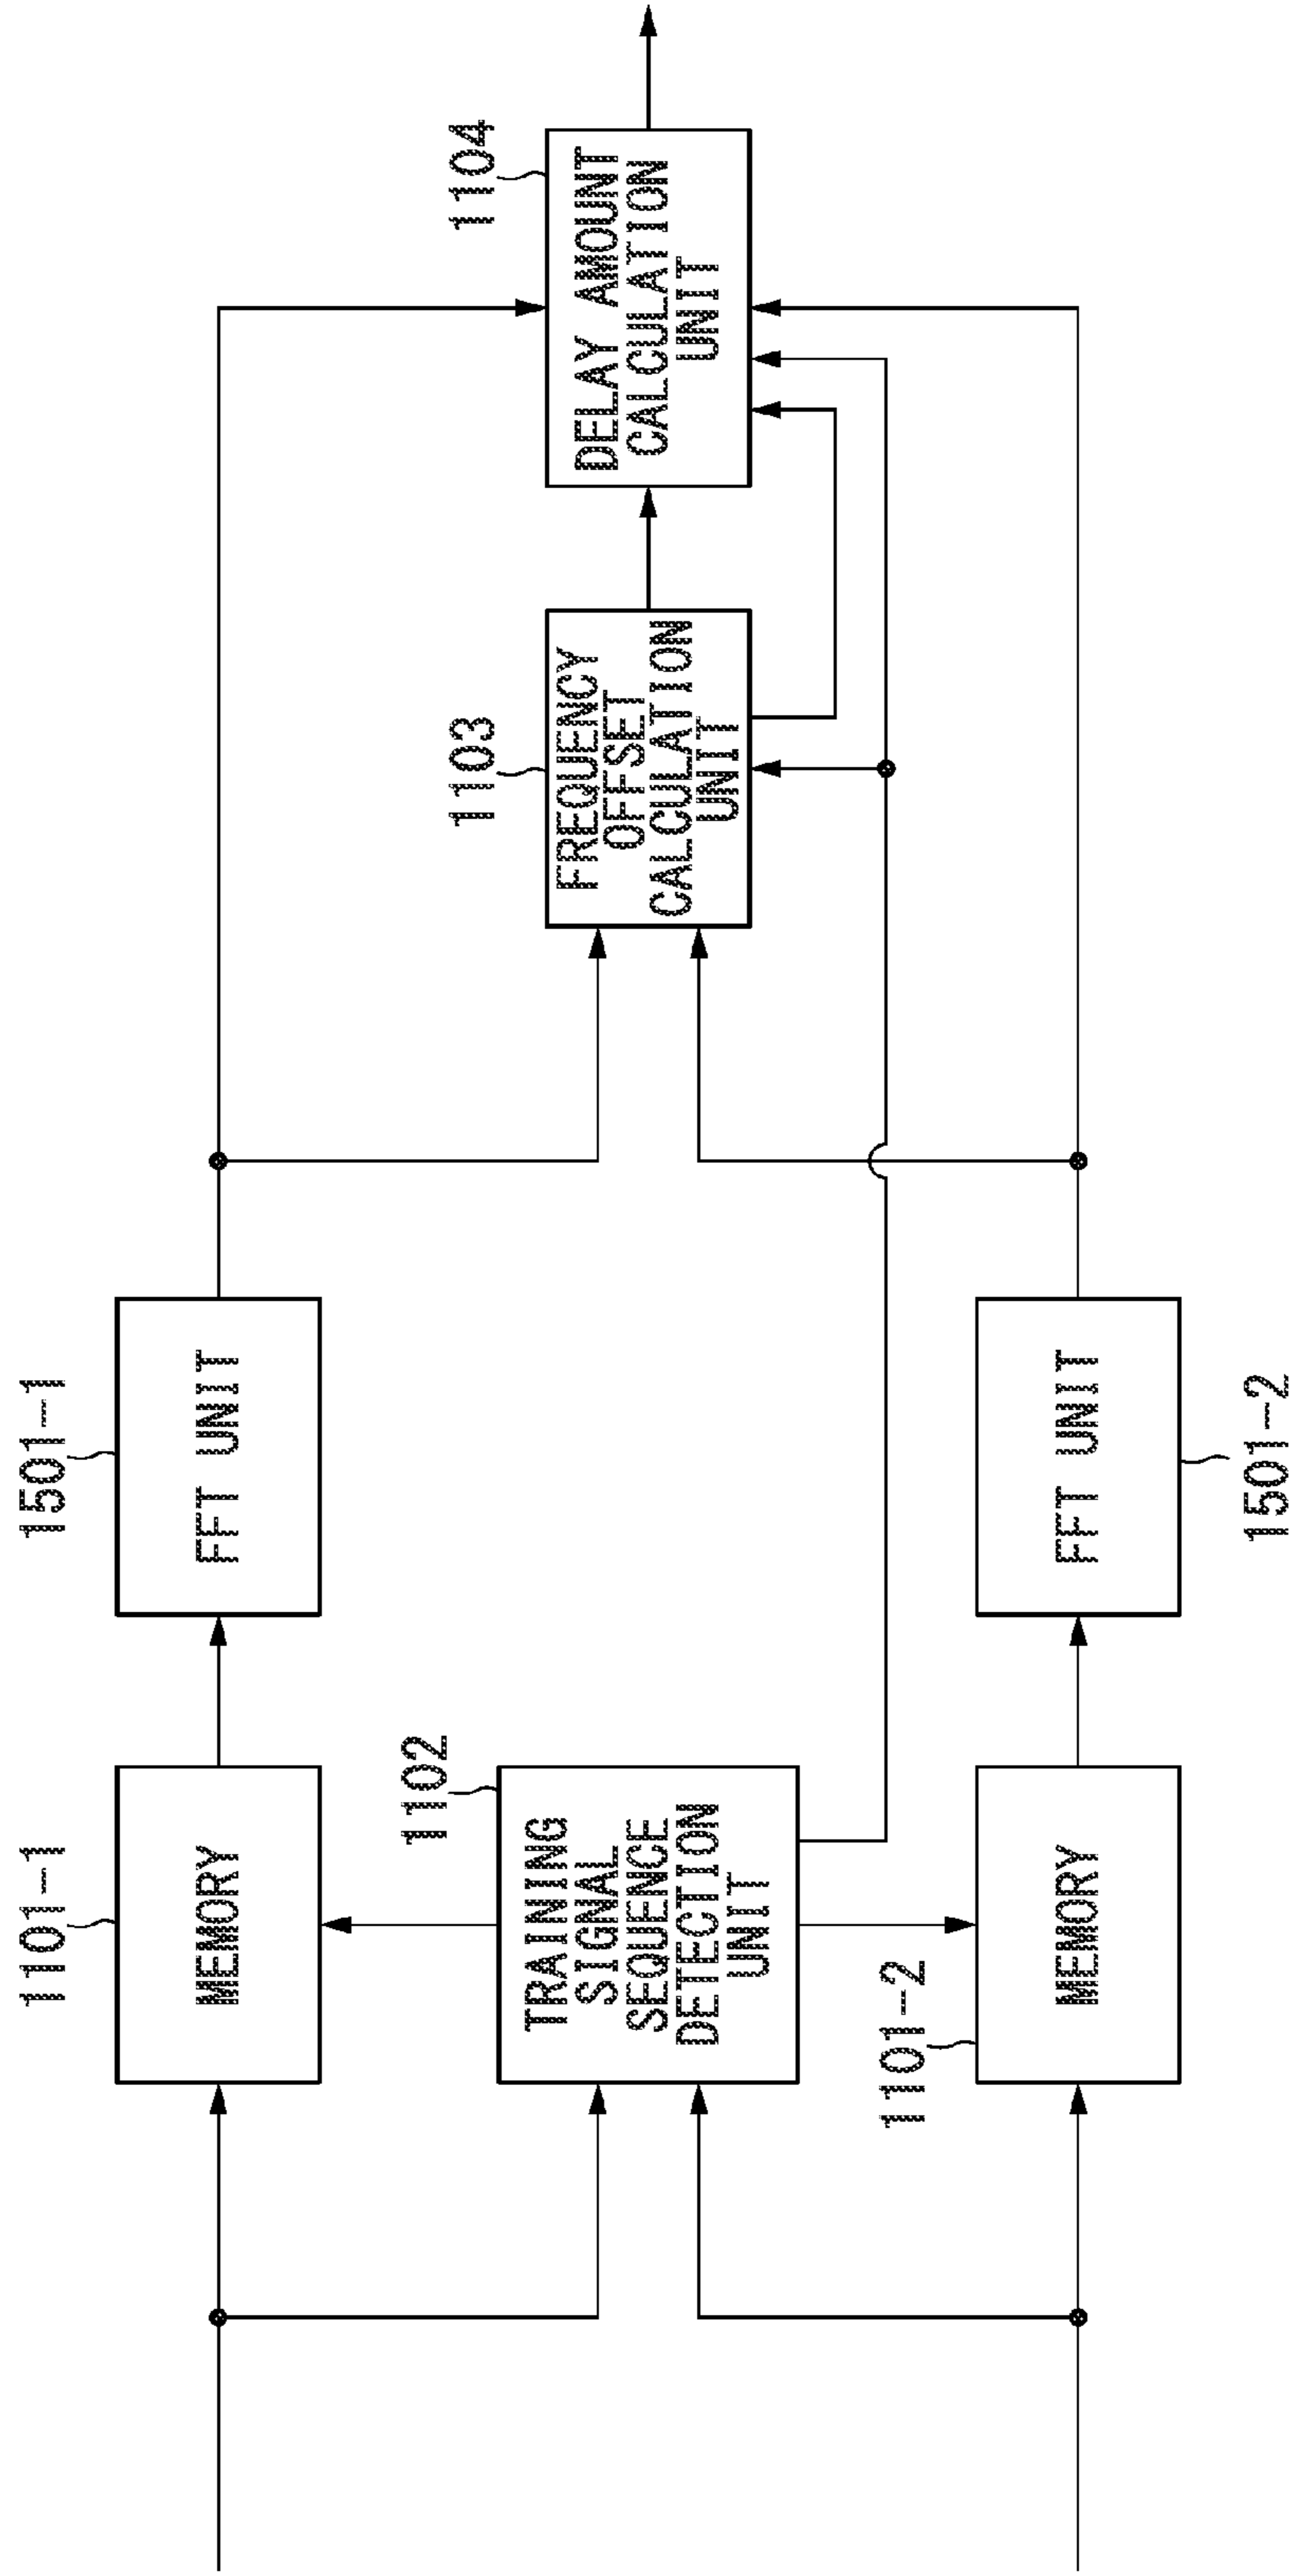 1101-1
MEMORY
1501-1
FFT UNIT
1102
TRAINING
SIGNAL
SEQUENCE
DETECTION
UNIT
1103
FREQUENCY
OFFSET
CALCULATION
UNIT
1104
DELAY AMOUNT
CALCULATION
UNIT
1101-2
MEMORY
FFT UNIT
1501-2